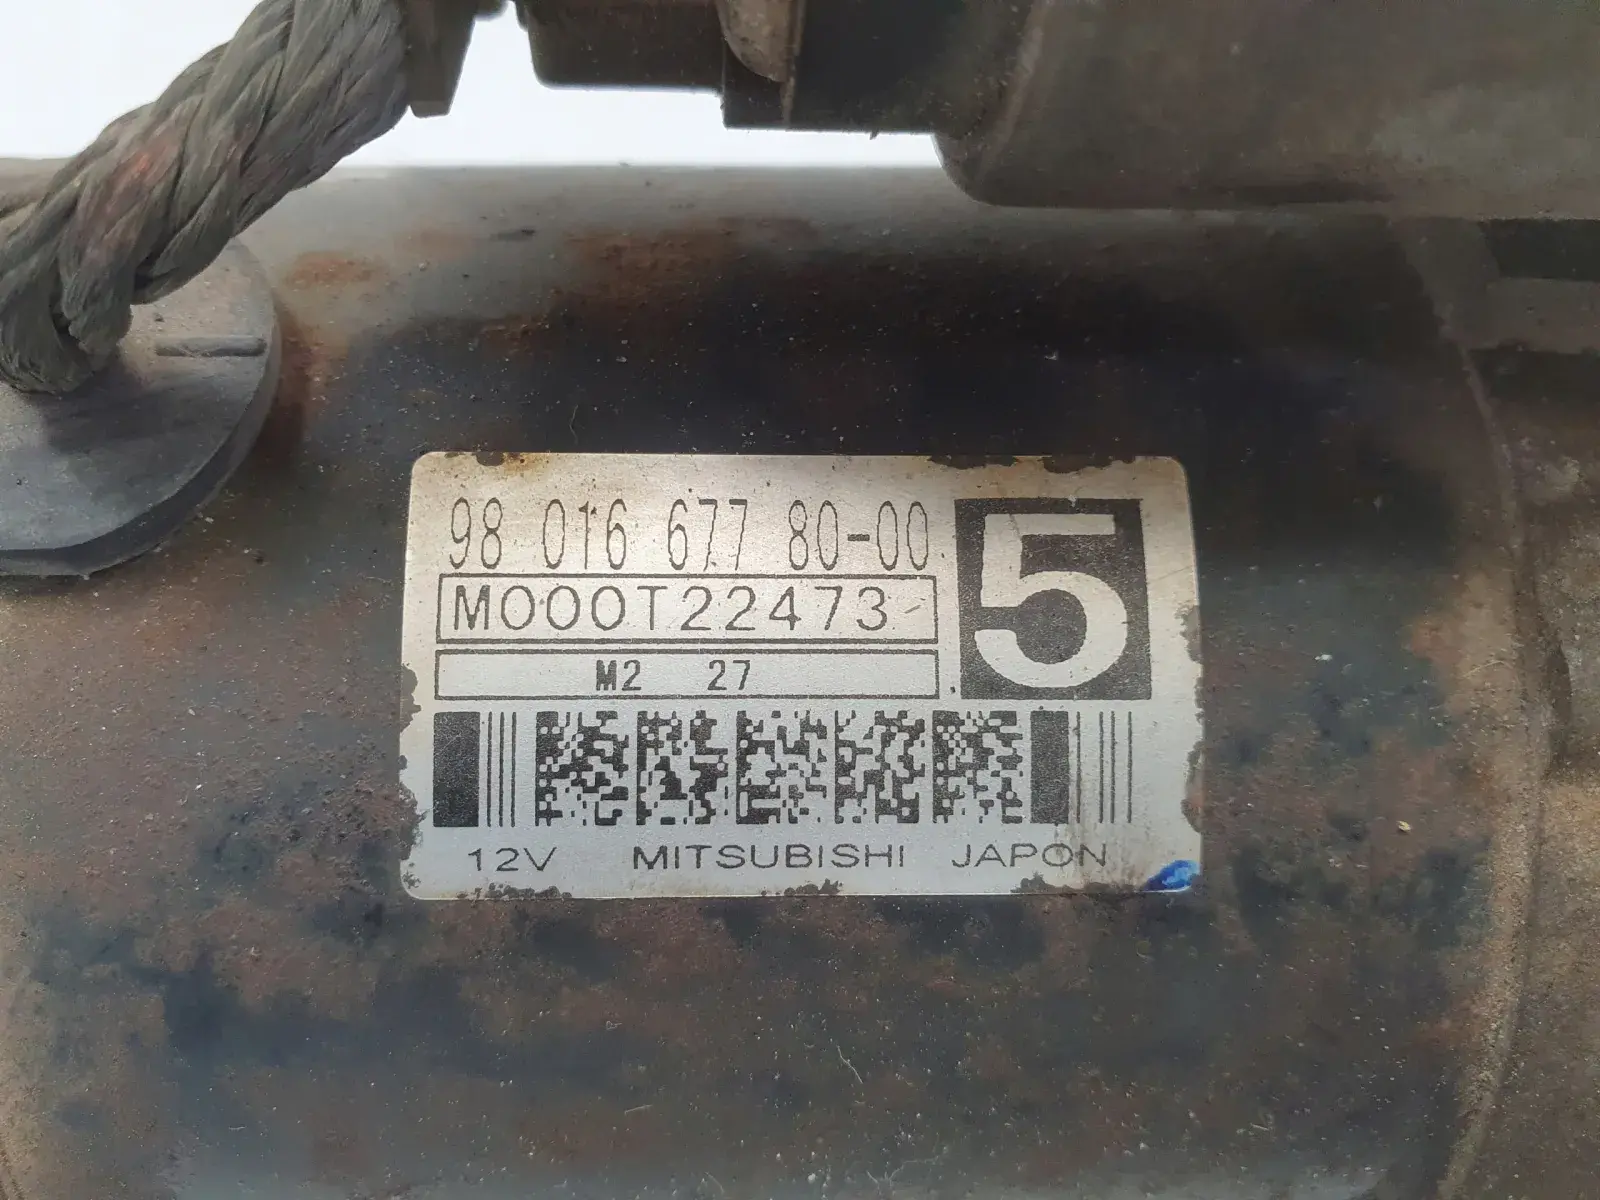 98 016 677 80-00
5
M000T22473
M2 27
12V MITSUBISHI JAPON